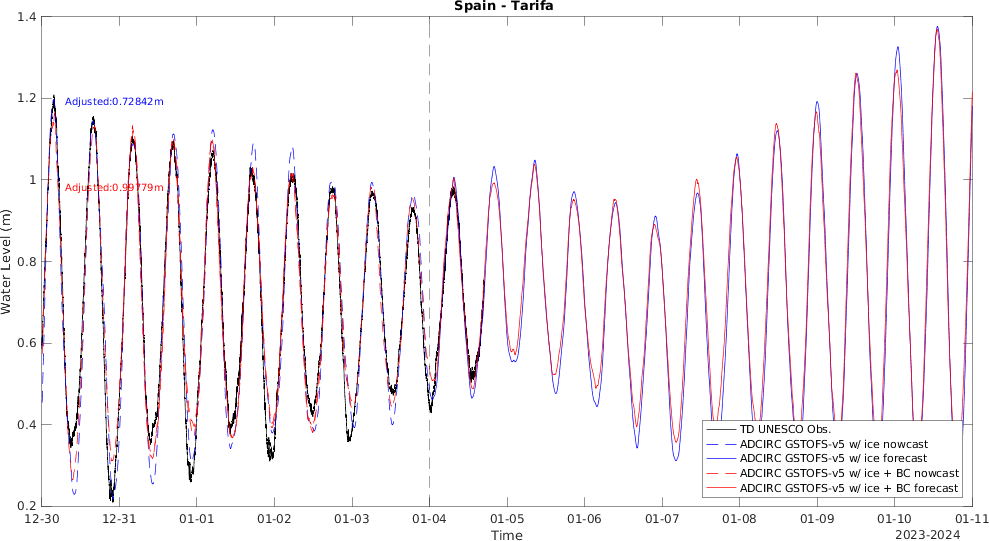 Spain - Tarifa
1.4
1.2
1
0.8
0.6
0.4
0.2
Water Level (m)
Adjusted:0.72842m
Adjusted:0.99779m
TD UNESCO Obs.
ADCIRC GSTOFS-v5 w/ ice nowcast
ADCIRC GSTOFS-v5 w/ ice forecast
ADCIRC GSTOFS-v5 w/ ice + BC nowcast
ADCIRC GSTOFS-v5 w/ ice + BC forecast
12-30 12-31 01-01 01-02 01-03 01-04 01-05 01-06 01-07 01-08 01-09 01-10 01-11
Time
2023-2024